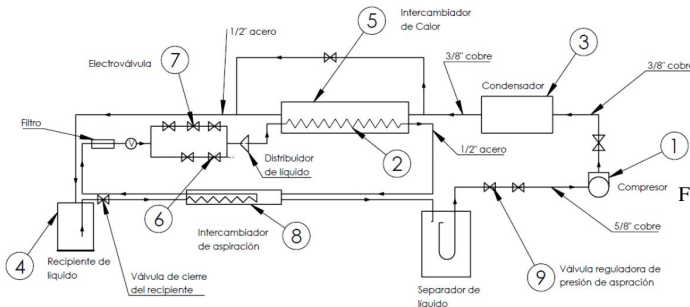 1/2" acero
5
Intercambiador
de Calor
3
7
Electroválvula
3/8" cobre
Condensador
3/8" cobre
Filtro
V
2
1/2" acero
1
Distribuidor
de líquido
6
Compresor
F
4
Recipiente de
líquido
Intercambiador
de aspiración
8
5/8" cobre
Válvula de cierre
del recipiente
Separador de
líquido
9
Válvula reguladora de
presión de aspiración